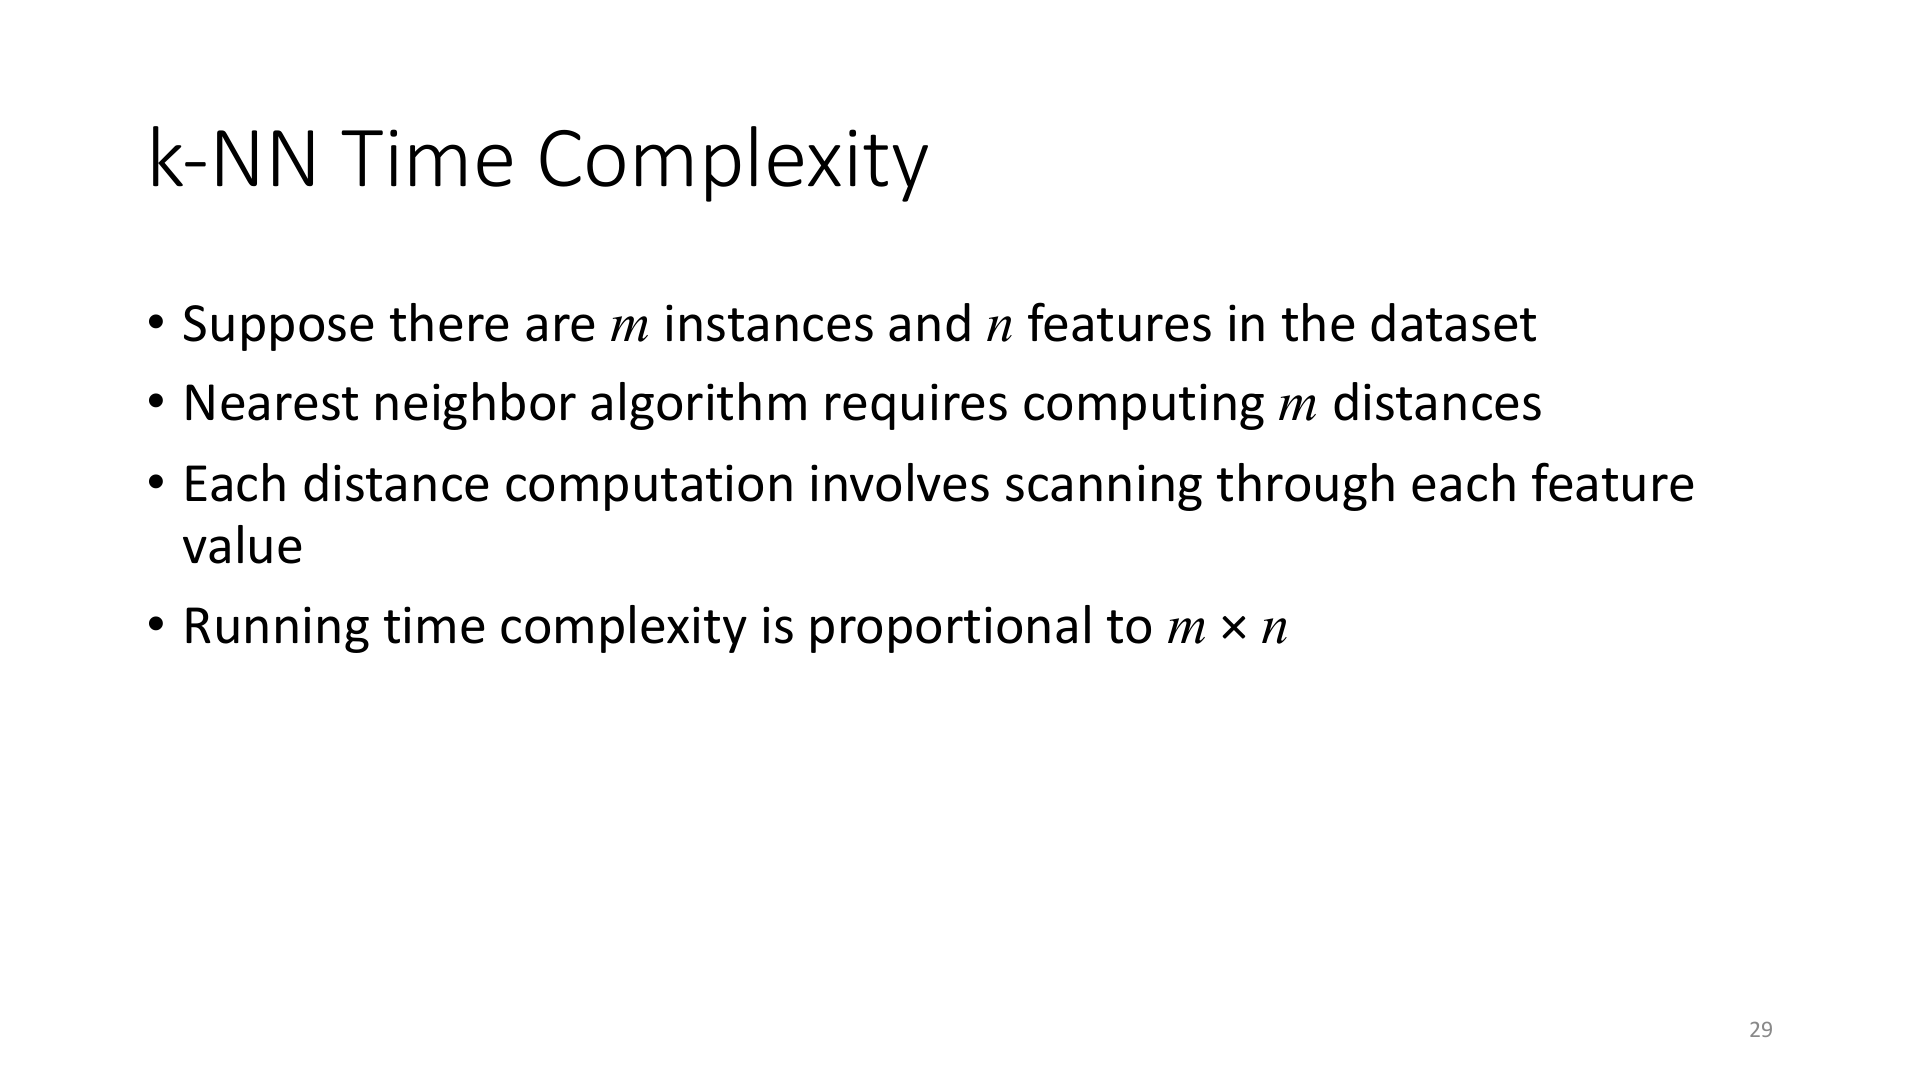 k-NN Time Complexity
• Suppose there are m instances and n features in the dataset
• Nearest neighbor algorithm requires computing m distances
• Each distance computation involves scanning through each feature
value
• Running time complexity is proportional to m × n
29